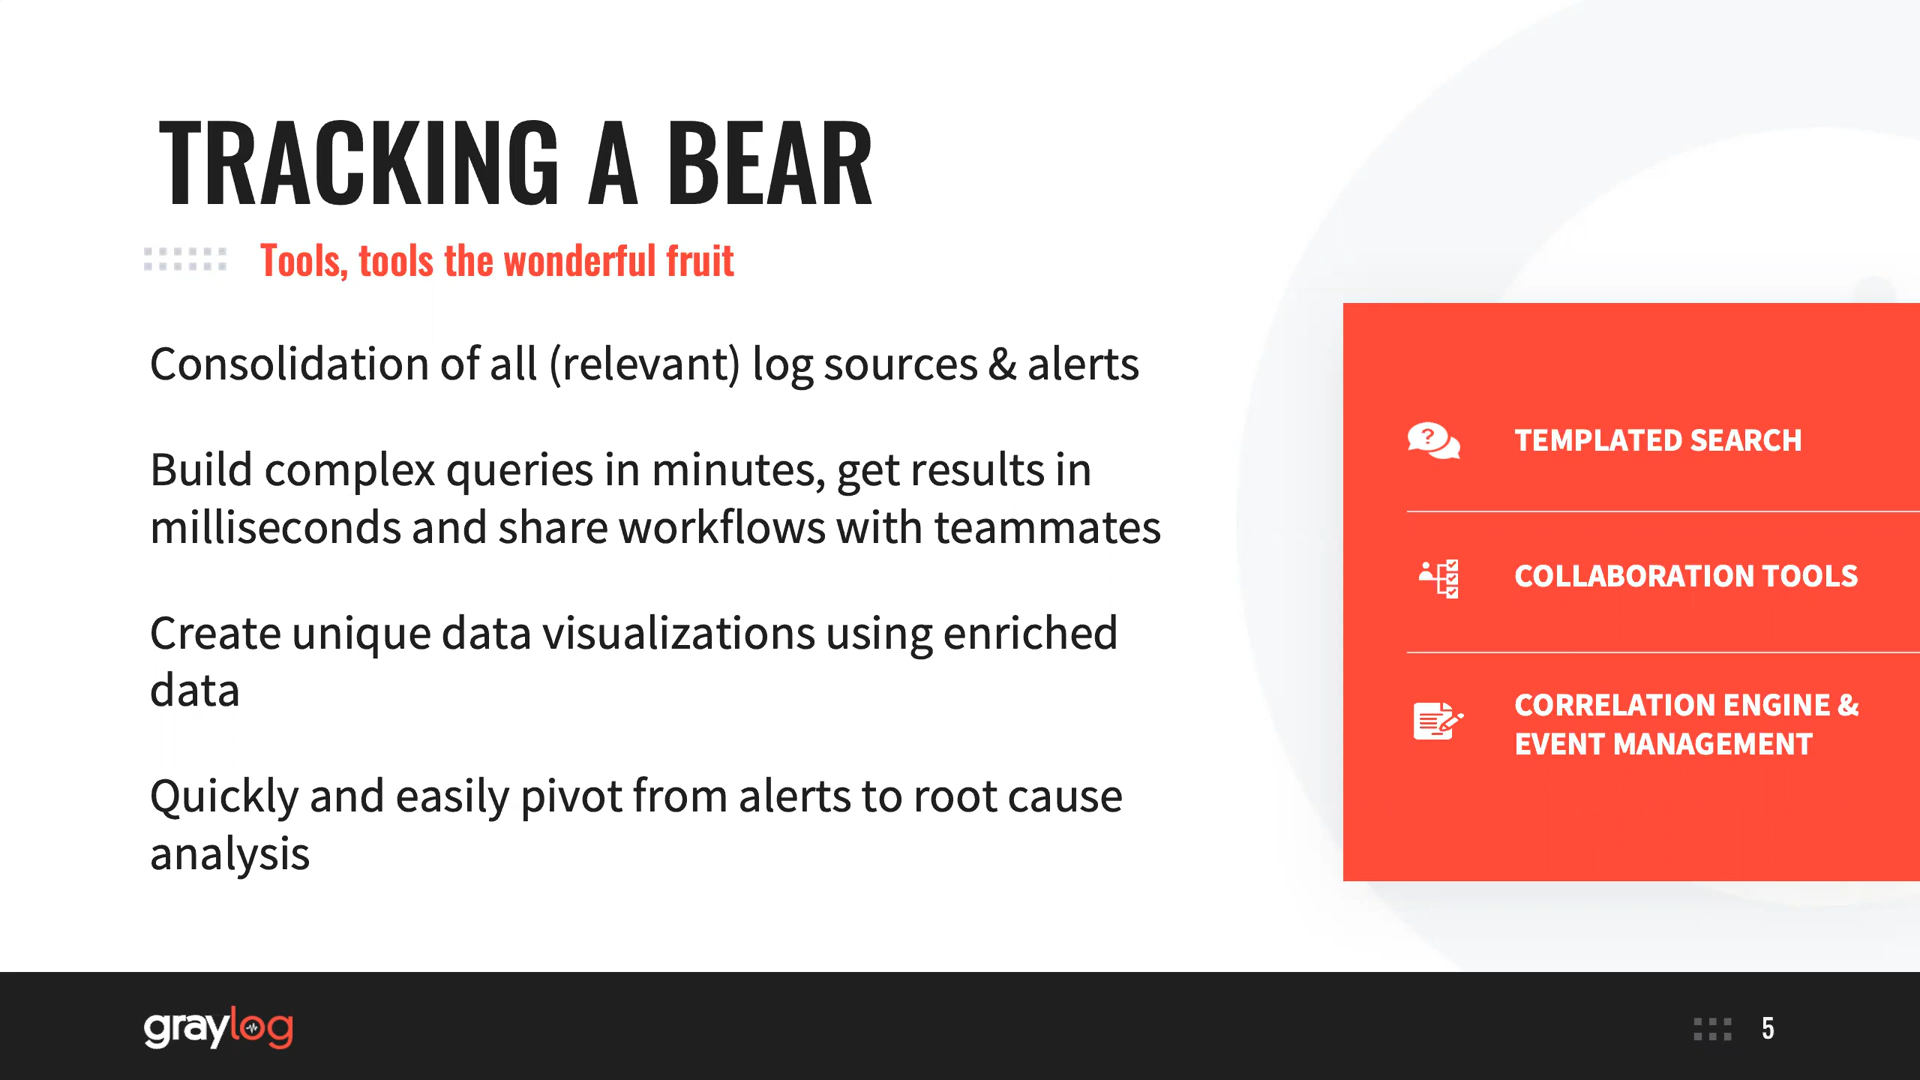 TRACKING A BEAR
Tools, tools the wonderful fruit
Consolidation of all (relevant) log sources & alerts
Build complex queries in minutes, get results in
milliseconds and share workflows with teammates
Create unique data visualizations using enriched
data
Quickly and easily pivot from alerts to root cause
analysis
?
TEMPLATED SEARCH
COLLABORATION TOOLS
CORRELATION ENGINE &
EVENT MANAGEMENT
graylog
5